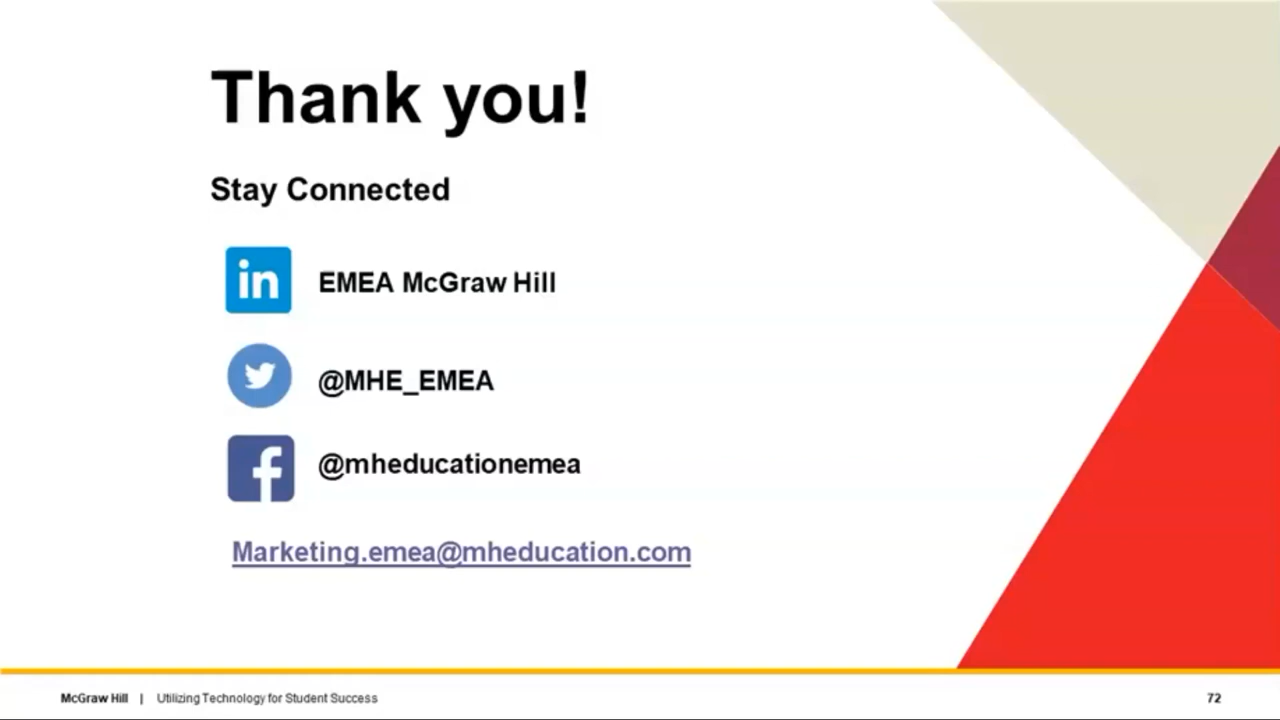 Thank you!
Stay Connected
in
EMEA McGraw Hill
@MHE_EMEA
f
@mheducationemea
Marketing.emea@mheducation.com
McGraw Hill | Utilizing Technology for Student Success
72